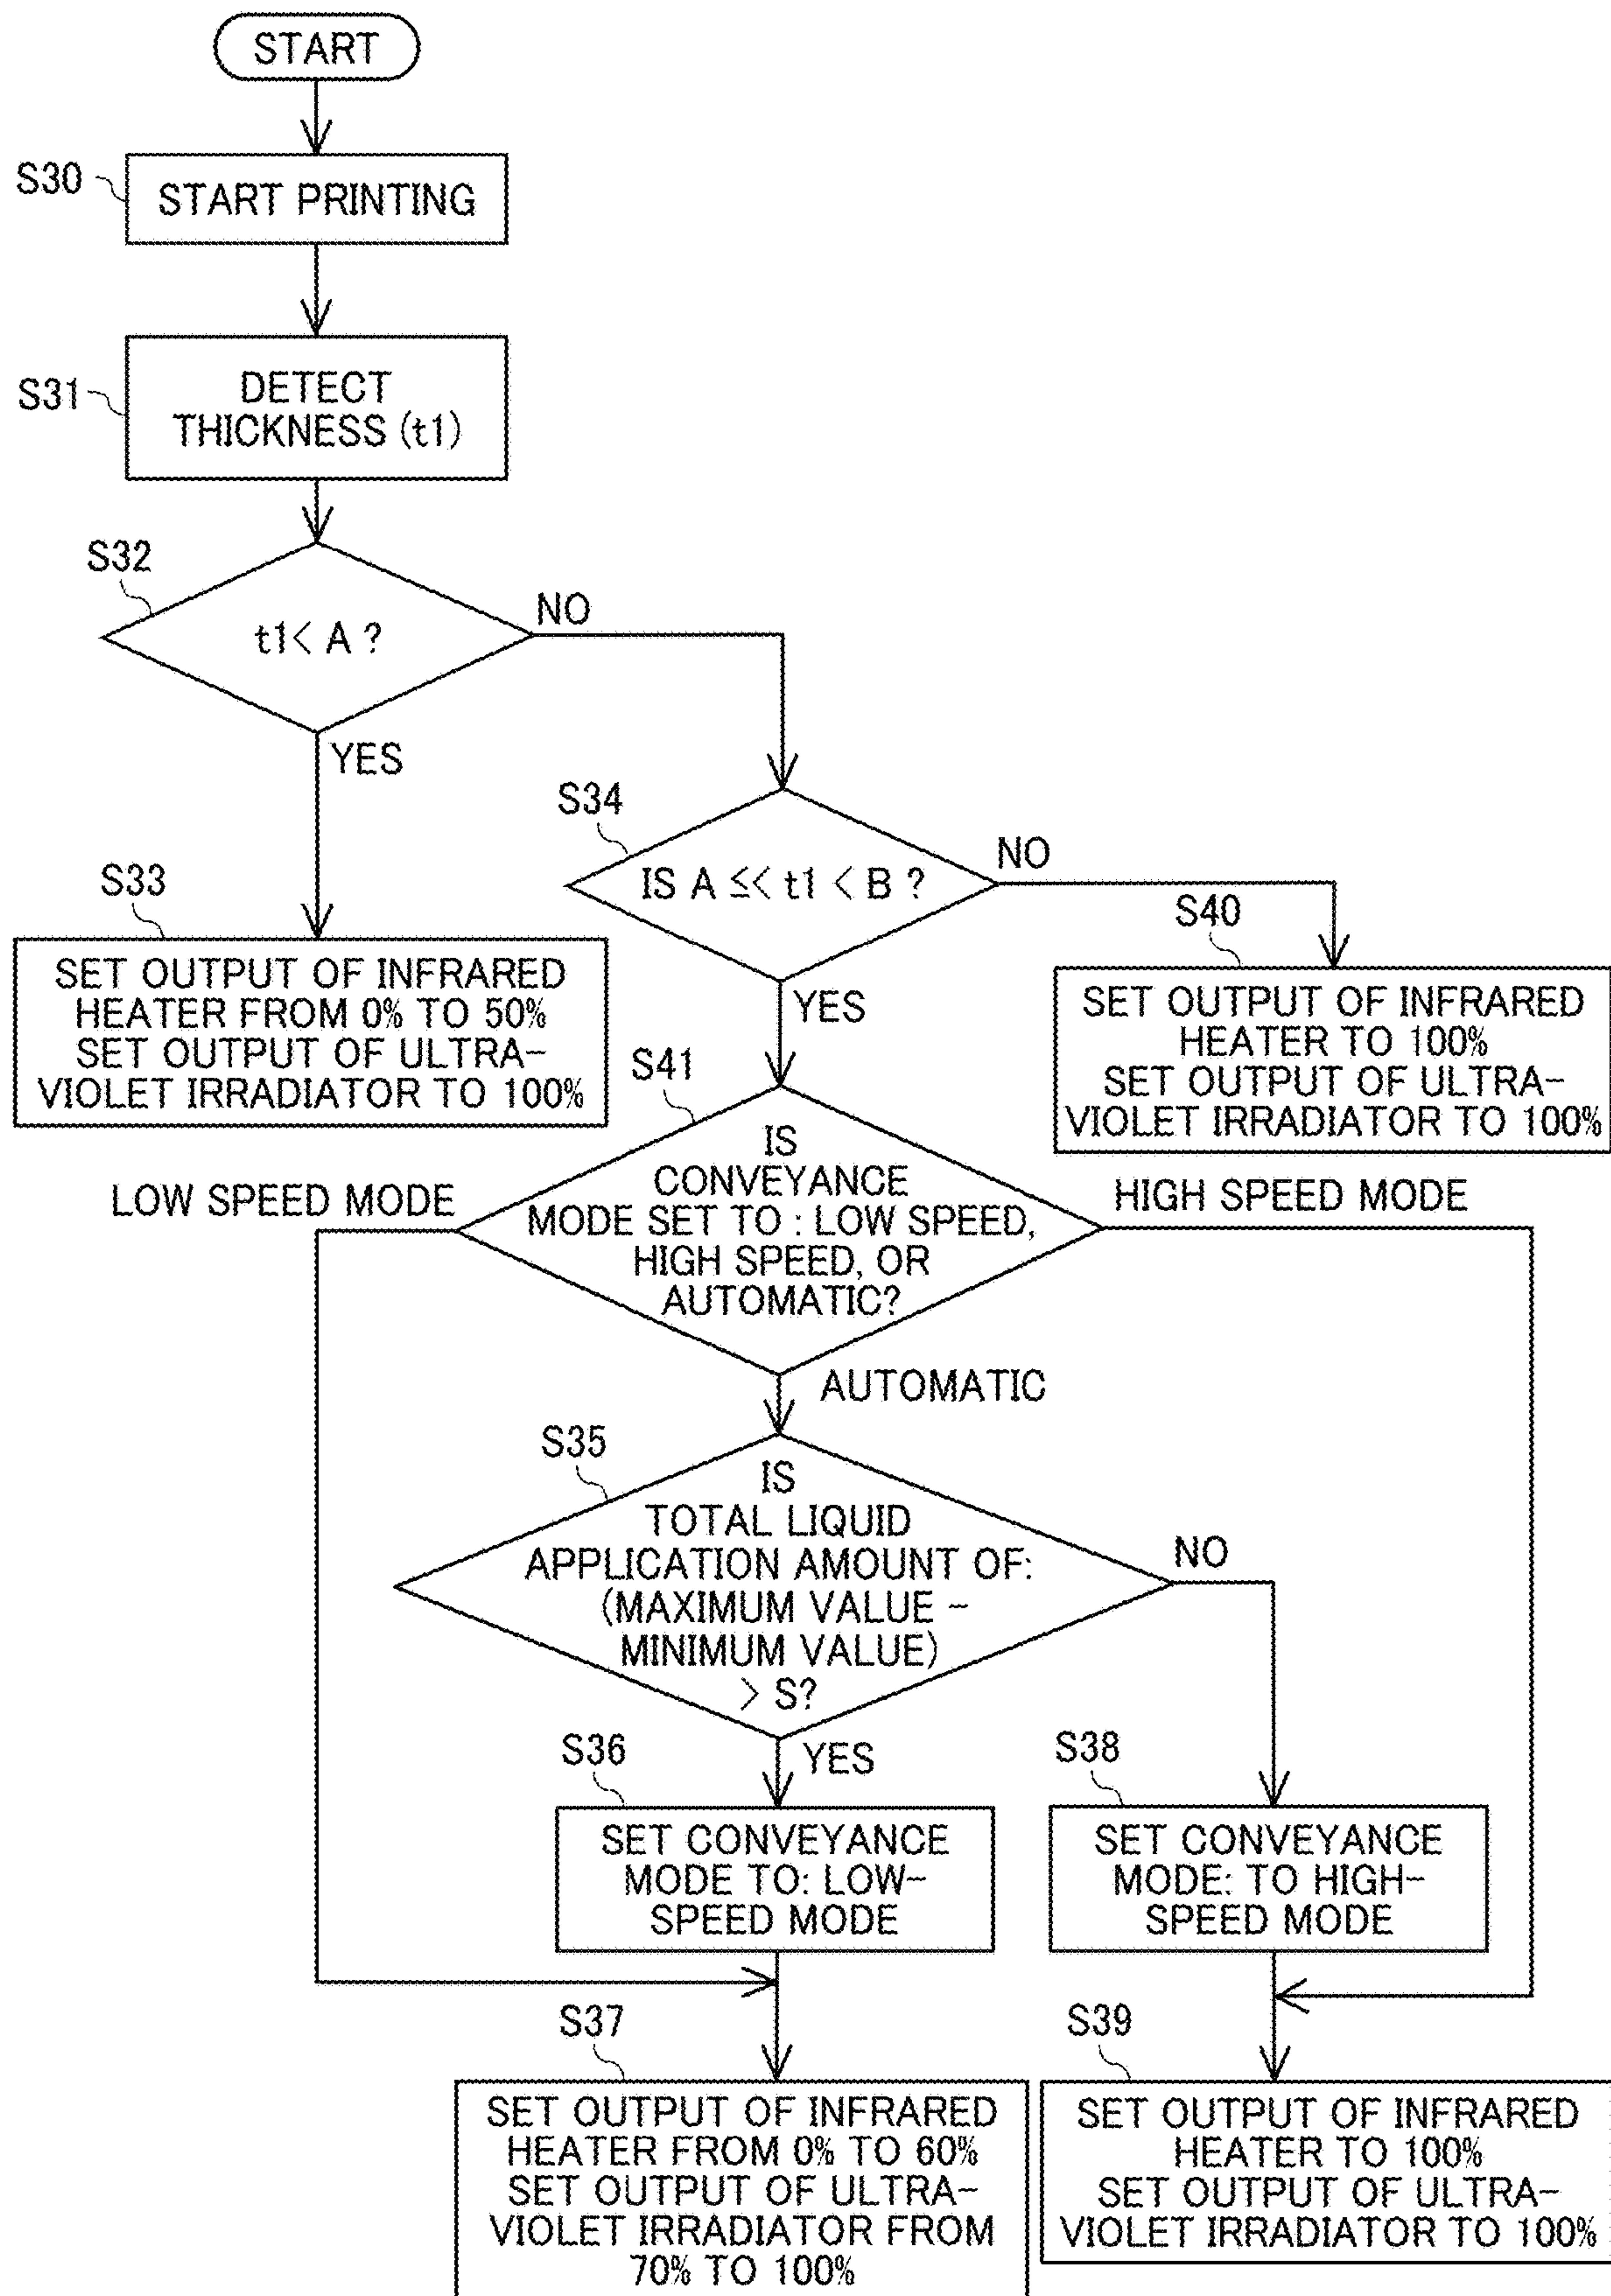 START
S30
START PRINTING
S31
DETECT
THICKNESS (t1)
S32
t1< A ?
NO
YES
S34
IS A ≦< t1 < B ?
NO
S33
SET OUTPUT OF INFRARED
HEATER FROM 0% TO 50%
SET OUTPUT OF ULTRA-
VIOLET IRRADIATOR TO 100%
S40
SET OUTPUT OF INFRARED
HEATER TO 100%
SET OUTPUT OF ULTRA-
VIOLET IRRADIATOR TO 100%
YES
S41
IS
CONVEYANCE
MODE SET TO : LOW SPEED,
HIGH SPEED, OR
AUTOMATIC?
LOW SPEED MODE
HIGH SPEED MODE
AUTOMATIC
S35
IS
TOTAL LIQUID
APPLICATION AMOUNT OF:
(MAXIMUM VALUE -
MINIMUM VALUE)
> S?
NO
YES
S36
SET CONVEYANCE
MODE TO: LOW-
SPEED MODE
S38
SET CONVEYANCE
MODE: TO HIGH-
SPEED MODE
S37
SET OUTPUT OF INFRARED
HEATER FROM 0% TO 60%
SET OUTPUT OF ULTRA-
VIOLET IRRADIATOR FROM
70% TO 100%
S39
SET OUTPUT OF INFRARED
HEATER TO 100%
SET OUTPUT OF ULTRA-
VIOLET IRRADIATOR TO 100%